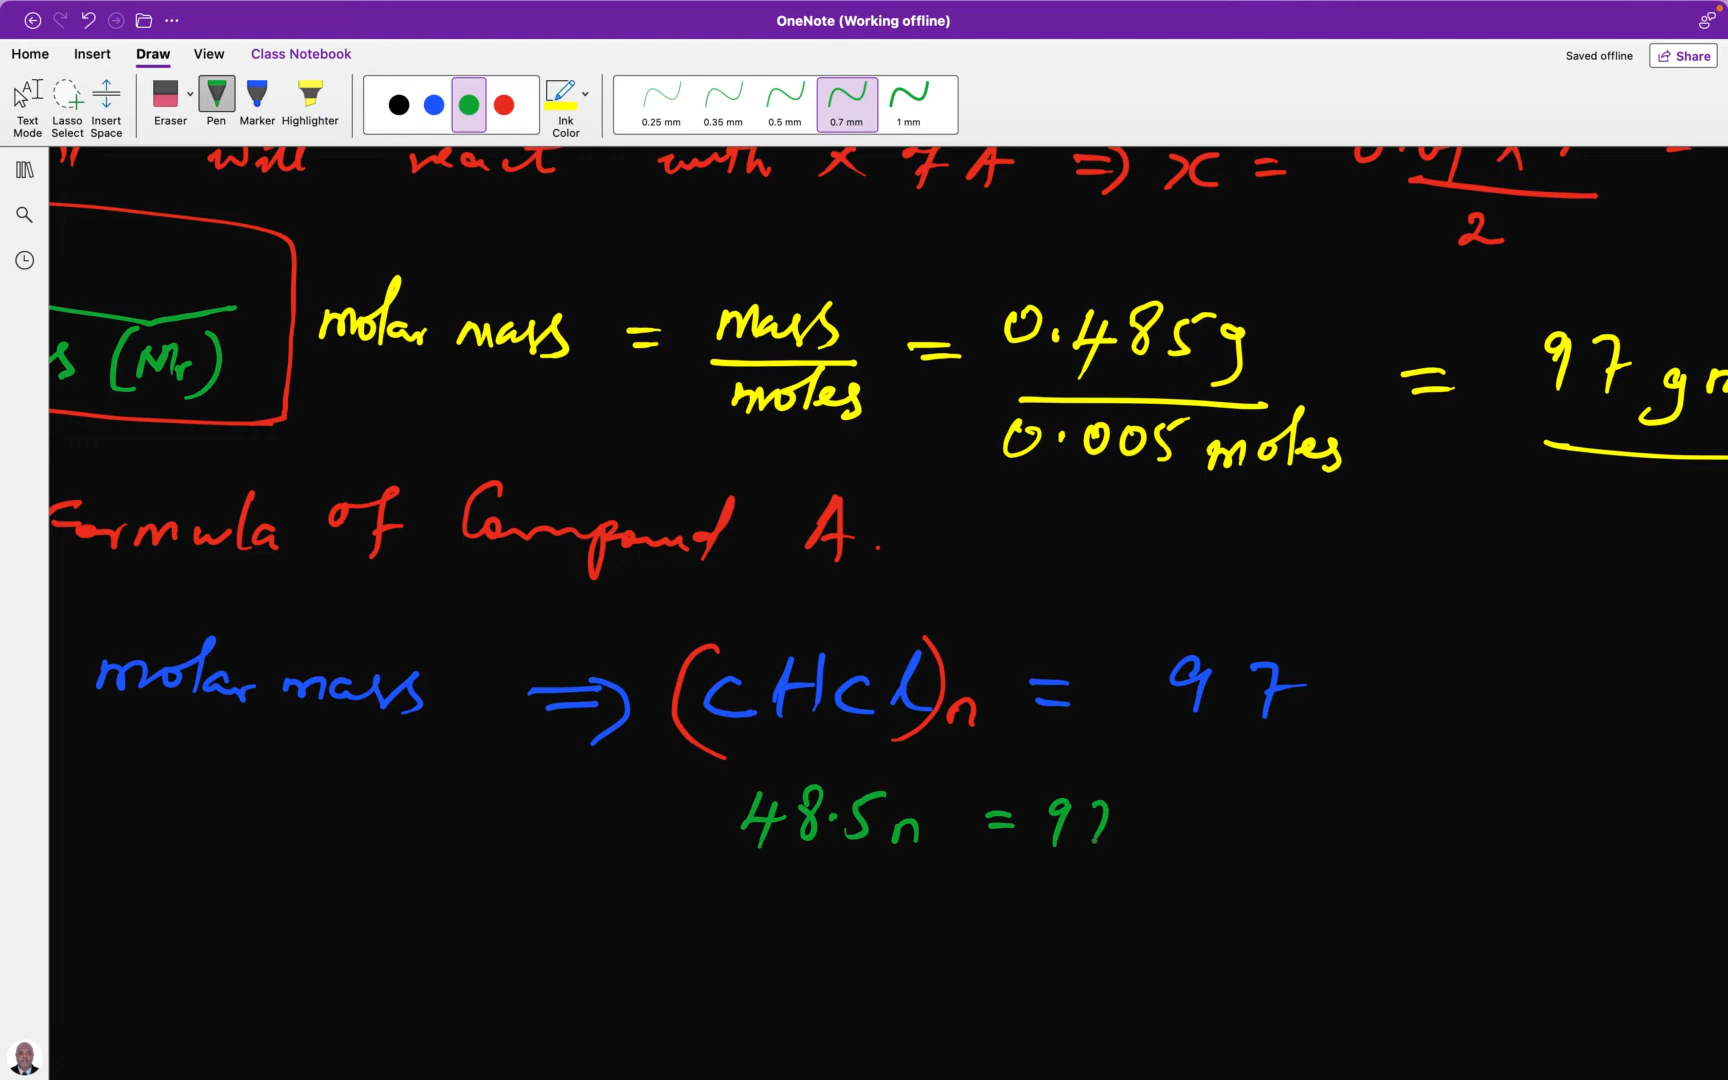 OneNote (Working offline)
Home Insert Draw View Class Notebook Saved offline Share
Text Mode Lasso Select Insert Space Eraser Pen Marker Highlighter Ink Color 0.25 mm 0.35 mm 0.5 mm 0.7 mm 1 mm
will react with x of A => x =
2
molar mass = mass / moles = 0.485g / 0.005 moles = 97 g
s (Mr)
Formula of Compound A.
molar mass => (CHCl)n = 97
48.5n = 97